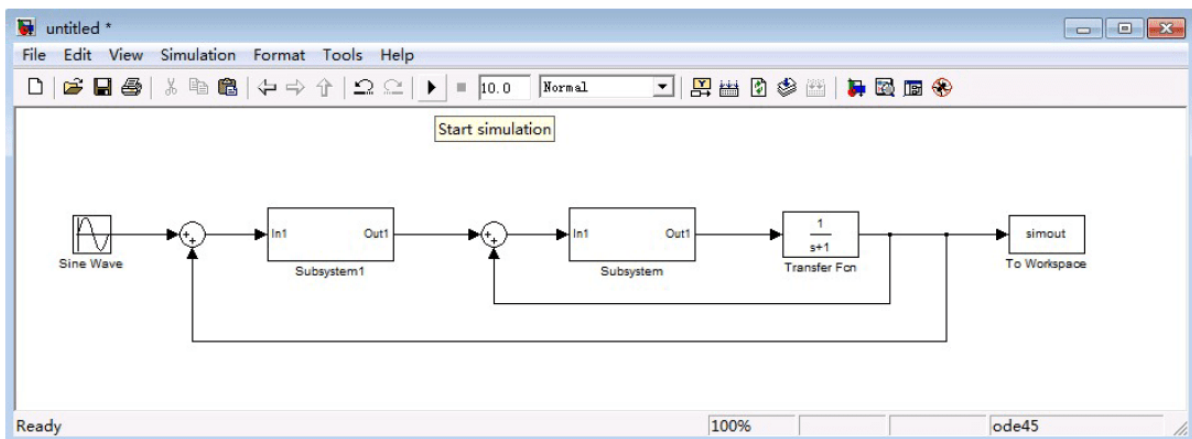 untitled *
File Edit View Simulation Format Tools Help
10.0 Normal
Start simulation
Sine Wave
+
+
In1 Out1
Subsystem1
+
+
In1 Out1
Subsystem
1
s+1
Transfer Fcn
simout
To Workspace
Ready 100% ode45